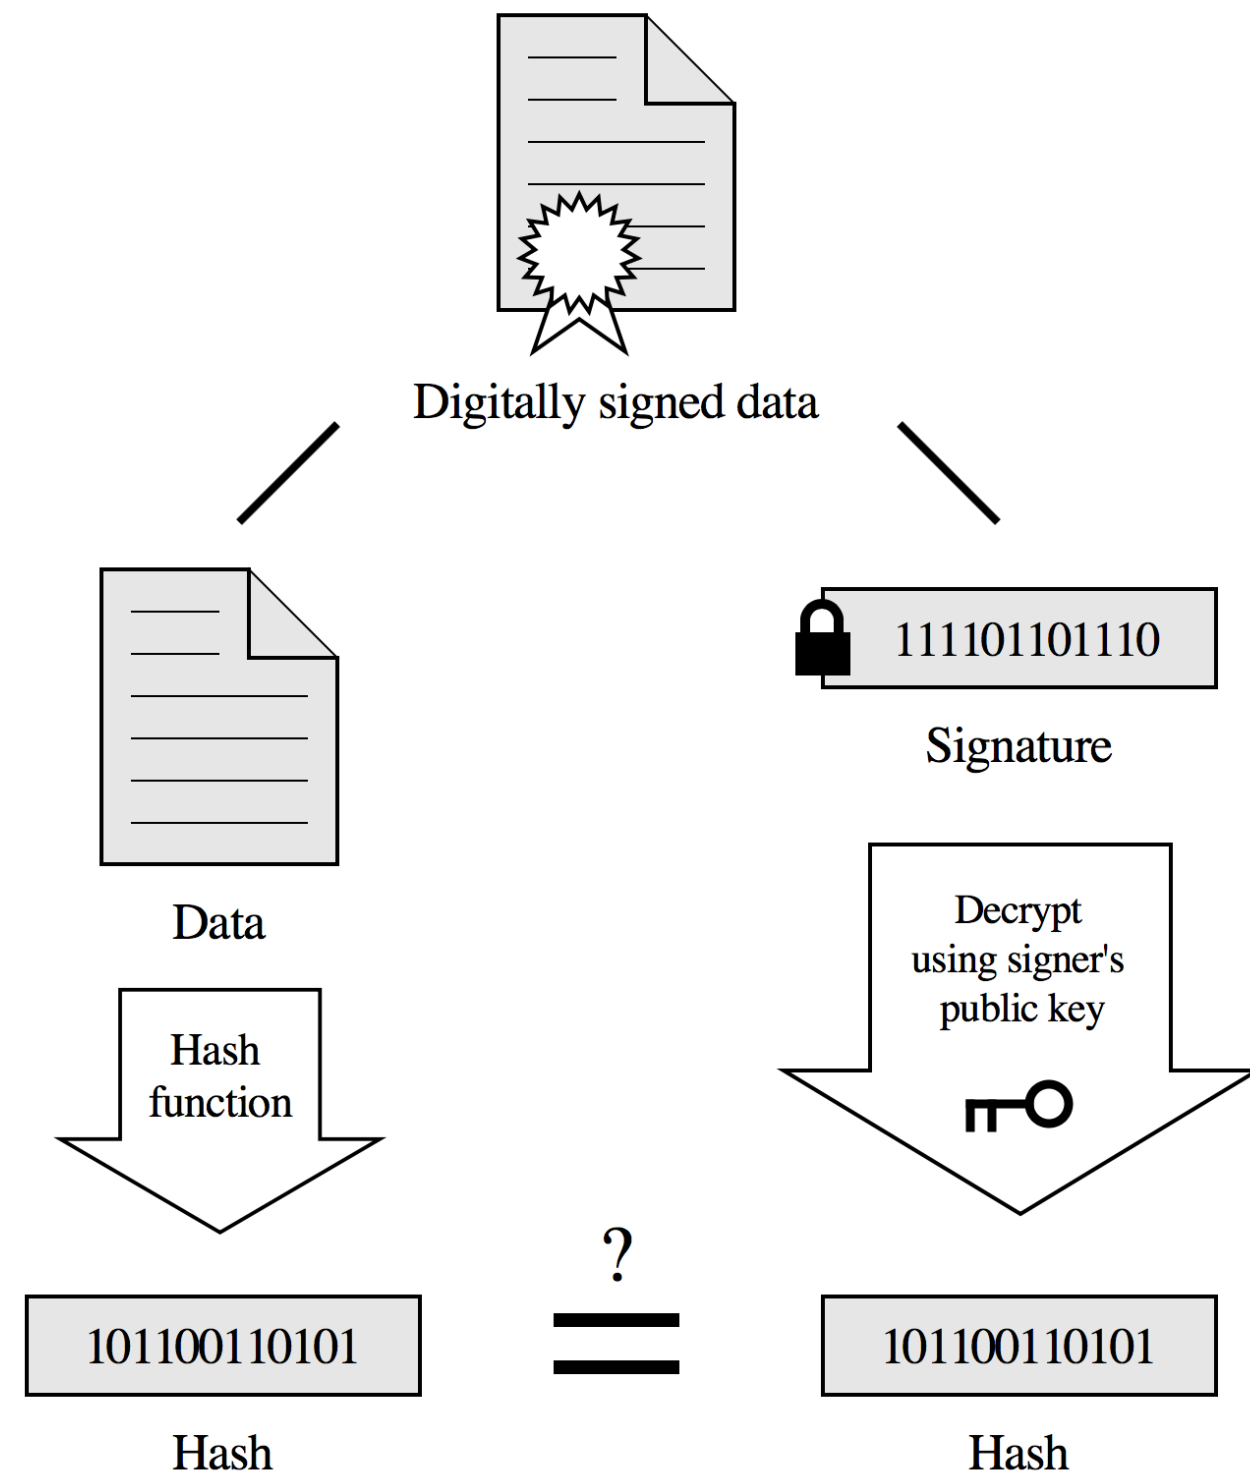 Digitally signed data
111101101110
Signature
Data
Decrypt
using signer's
public key
Hash
function
?
101100110101
101100110101
Hash
Hash